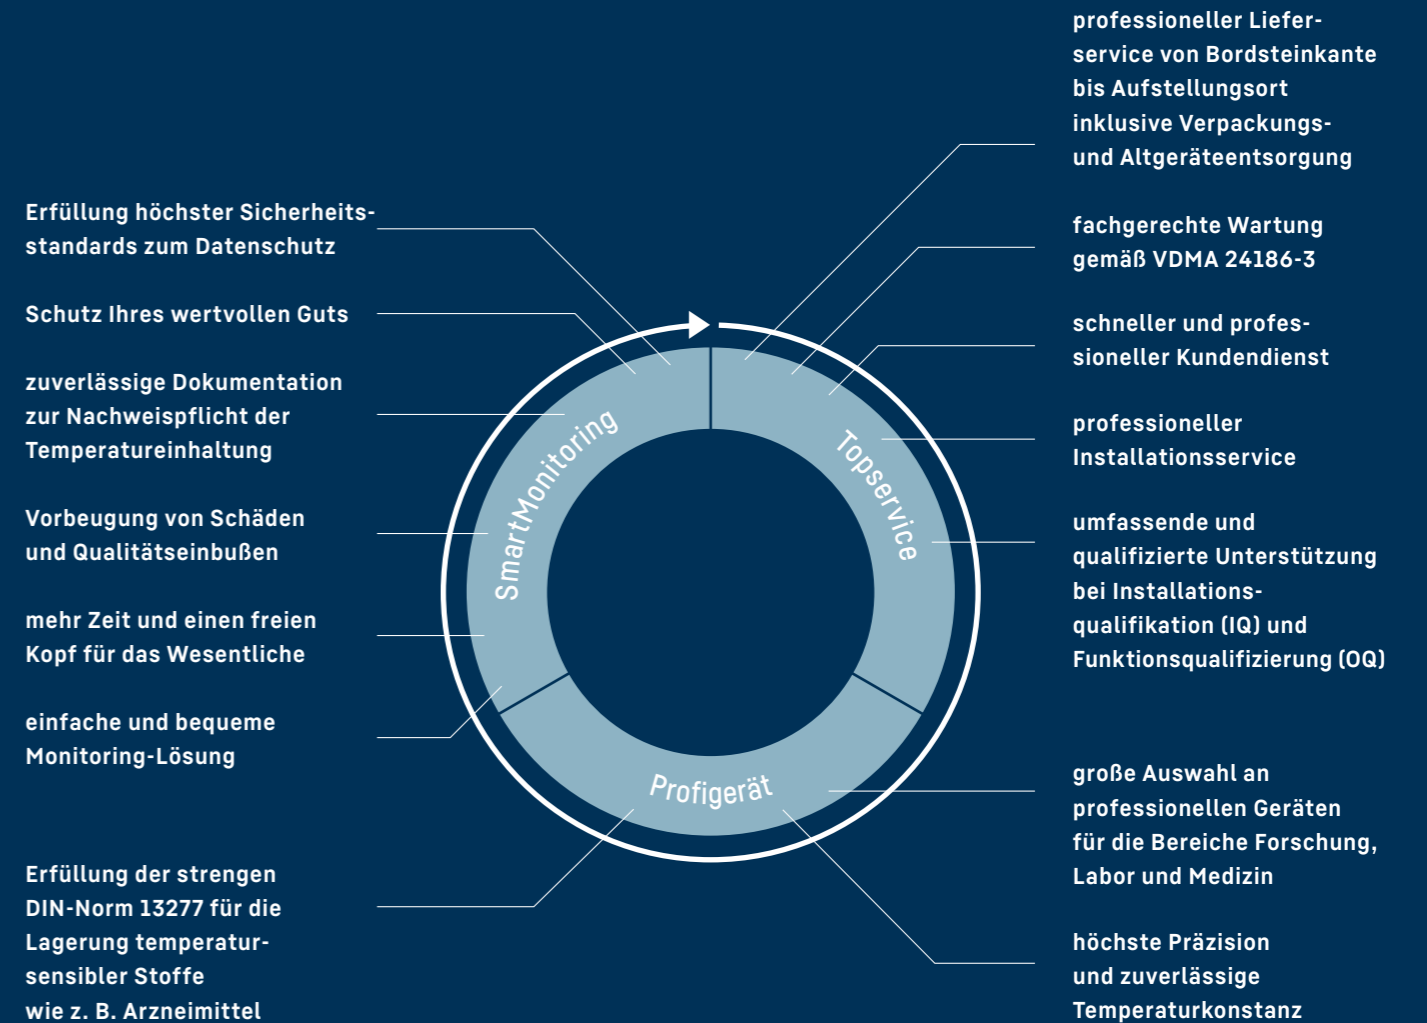 Erfüllung höchster Sicherheits-
standards zum Datenschutz
Schutz Ihres wertvollen Guts
zuverlässige Dokumentation
zur Nachweispflicht der
Temperatureinhaltung
Vorbeugung von Schäden
und Qualitätseinbußen
mehr Zeit und einen freien
Kopf für das Wesentliche
einfache und bequeme
Monitoring-Lösung
Erfüllung der strengen
DIN-Norm 13277 für die
Lagerung temperatur-
sensibler Stoffe
wie z. B. Arzneimittel
SmartMonitoring
Topservice
Profigerät
professioneller Liefer-
service von Bordsteinkante
bis Aufstellungsort
inklusive Verpackungs-
und Altgeräteentsorgung
fachgerechte Wartung
gemäß VDMA 24186-3
schneller und profes-
sioneller Kundendienst
professioneller
Installationsservice
umfassende und
qualifizierte Unterstützung
bei Installations-
qualifikation (IQ) und
Funktionsqualifizierung (OQ)
große Auswahl an
professionellen Geräten
für die Bereiche Forschung,
Labor und Medizin
höchste Präzision
und zuverlässige
Temperaturkonstanz